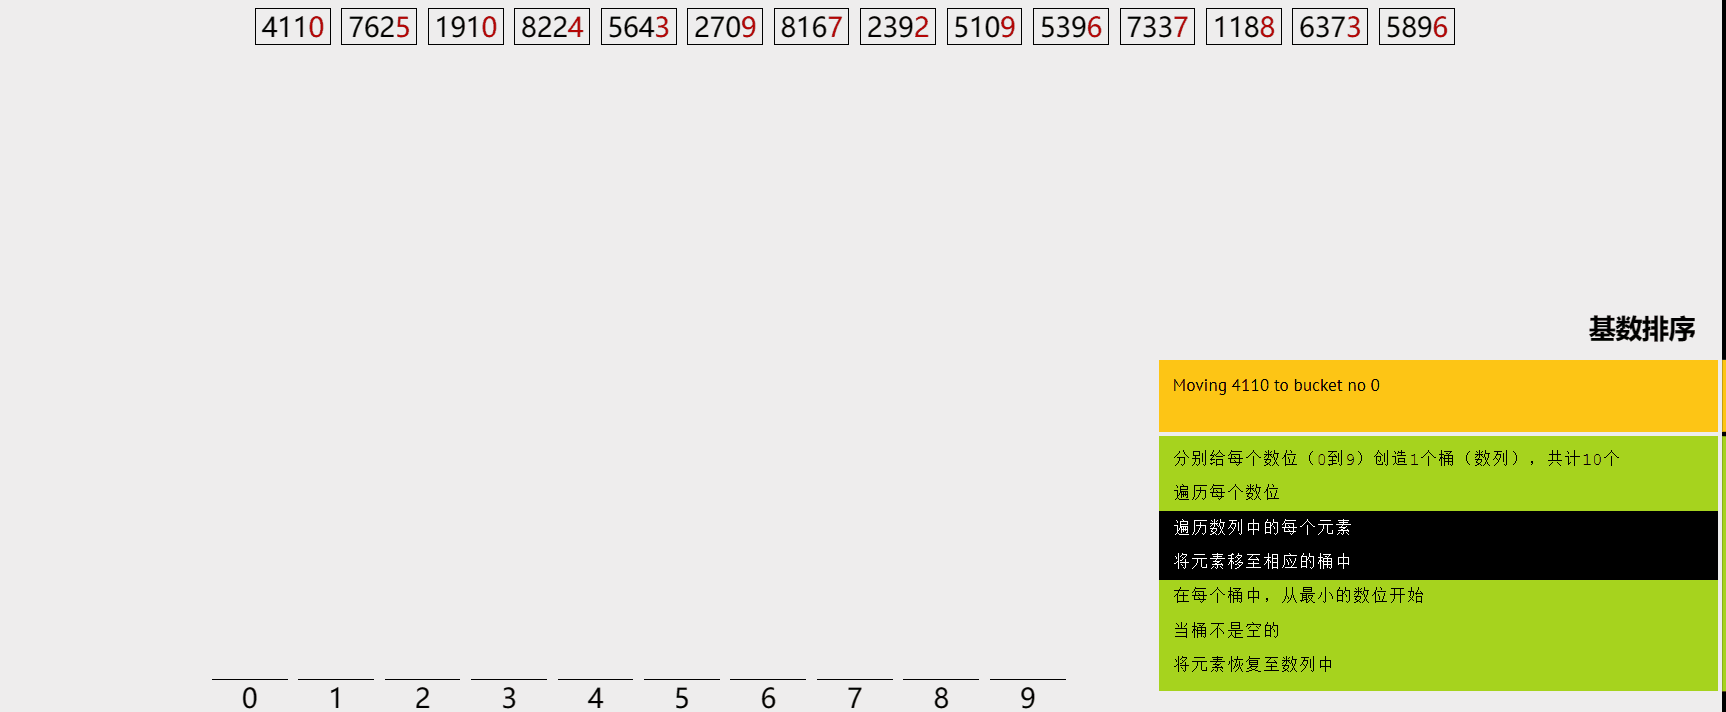 4110 7625 1910 8224 5643 2709 8167 2392 5109 5396 7337 1188 6373 5896
基数排序
Moving 4110 to bucket no 0
分别给每个数位（0到9）创造1个桶（数列），共计10个
遍历每个数位
遍历数列中的每个元素
将元素移至相应的桶中
在每个桶中，从最小的数位开始
当桶不是空的
将元素恢复至数列中
0 1 2 3 4 5 6 7 8 9